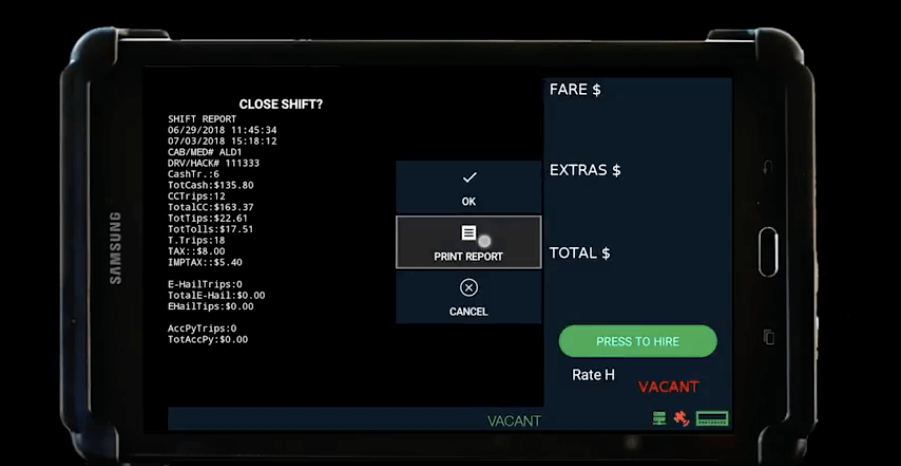 SAMSUNG
CLOSE SHIFT?
SHIFT REPORT
06/29/2018 11:45:34
07/03/2018 15:18:12
CAB/MED# ALD1
DRV/HACK# 111333
CashTr.:6
TotCash:$135.80
CCTrips:12
TotalCC:$163.37
TotTips:$22.61
TotTolls:$17.51
T.Trips:18
TAX::$8.00
IMPTAX::$5.40
E-HailTrips:0
TotalE-Hail:$0.00
EHailTips:$0.00
AccPyTrips:0
TotAccPy:$0.00
OK
PRINT REPORT
CANCEL
FARE $
EXTRAS $
TOTAL $
PRESS TO HIRE
Rate H
VACANT
VACANT